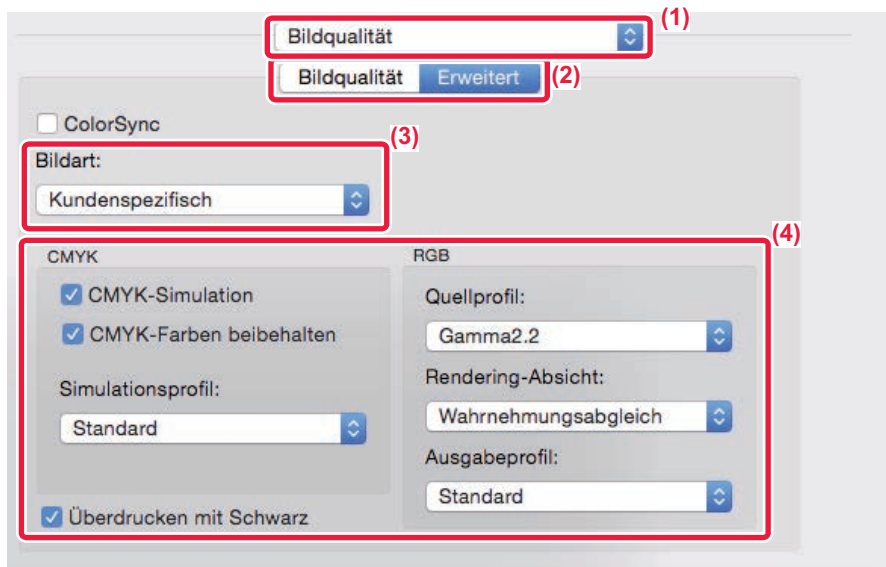 (1)
Bildqualität
Bildqualität Erweitert
(2)
ColorSync
(3)
Bildart:
Kundenspezifisch
(4)
CMYK
CMYK-Simulation
CMYK-Farben beibehalten
Simulationsprofil:
Standard
Überdrucken mit Schwarz
RGB
Quellprofil:
Gamma2.2
Rendering-Absicht:
Wahrnehmungsabgleich
Ausgabeprofil:
Standard